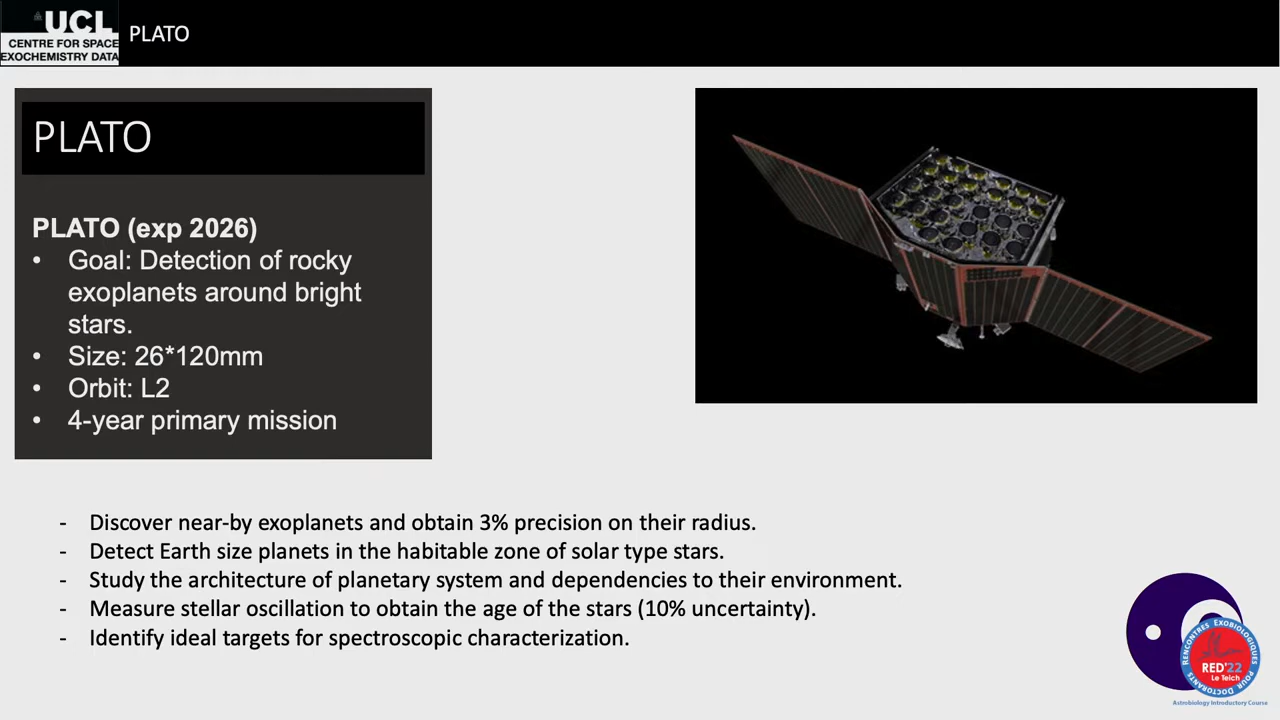 UCL
CENTRE FOR SPACE
EXOCHEMISTRY DATA
PLATO
PLATO
PLATO (exp 2026)
• Goal: Detection of rocky
exoplanets around bright
stars.
• Size: 26*120mm
• Orbit: L2
• 4-year primary mission
- Discover near-by exoplanets and obtain 3% precision on their radius.
- Detect Earth size planets in the habitable zone of solar type stars.
- Study the architecture of planetary system and dependencies to their environment.
- Measure stellar oscillation to obtain the age of the stars (10% uncertainty).
- Identify ideal targets for spectroscopic characterization.
RENCONTRES EXOBIOLOGIQUES
POUR DOCTORANTS
RED'22
Le Teich
Astrobiology Introductory Course